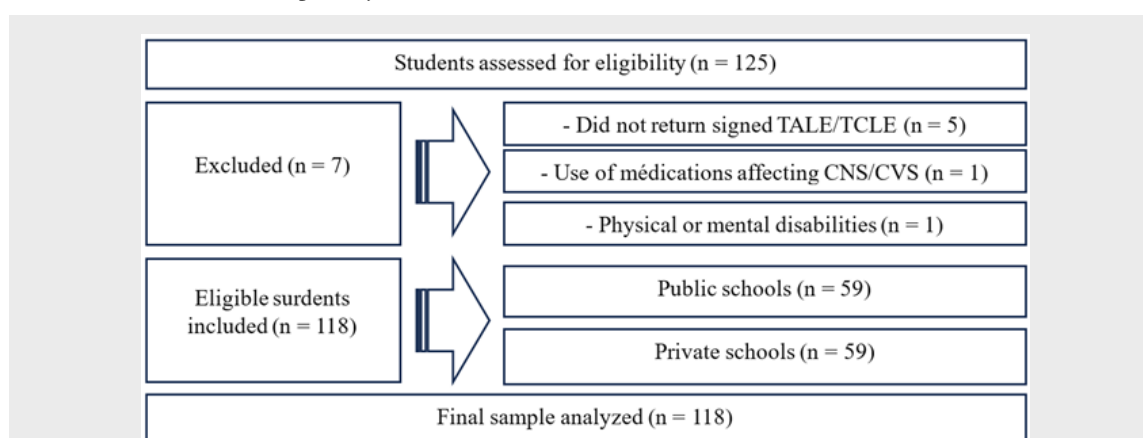 Students assessed for eligibility (n = 125)
Excluded (n = 7)
- Did not return signed TALE/TCLE (n = 5)
- Use of médications affecting CNS/CVS (n = 1)
- Physical or mental disabilities (n = 1)
Eligible surdents
included (n = 118)
Public schools (n = 59)
Private schools (n = 59)
Final sample analyzed (n = 118)